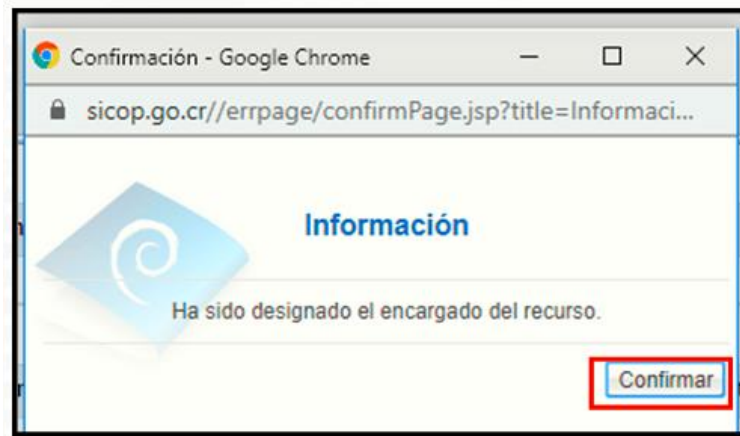 Confirmación - Google Chrome
sicop.go.cr//errpage/confirmPage.jsp?title=Informaci...
Información
Ha sido designado el encargado del recurso.
Confirmar